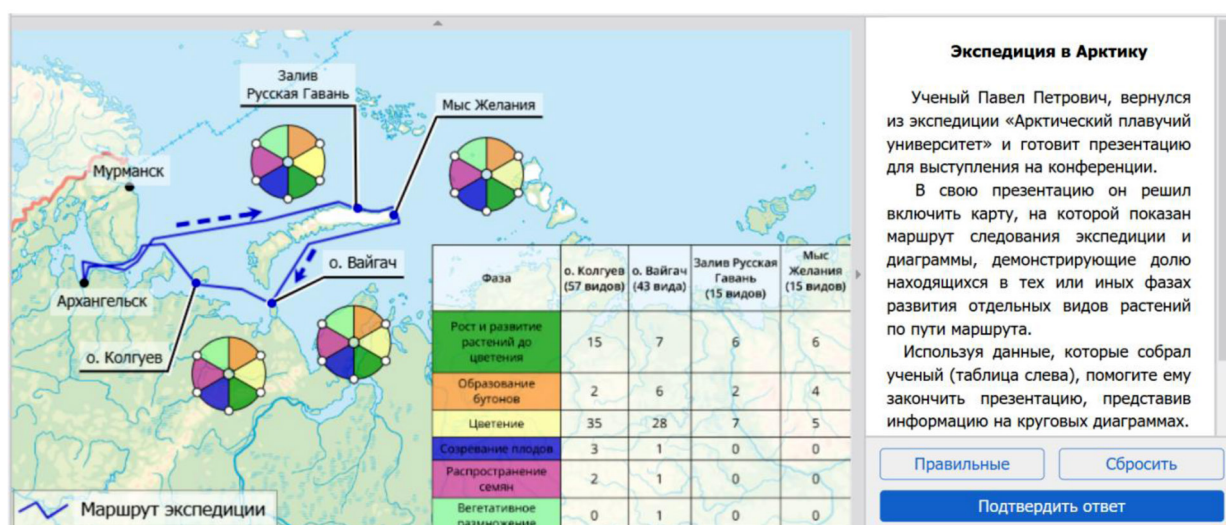 Залив
Русская Гавань
Мыс Желания
Мурманск
о. Вайгач
Архангельск
о. Колгуев
Маршрут экспедиции
Фаза
о. Колгуев
(57 видов)
о. Вайгач
(43 вида)
Залив Русская
Гавань
(15 видов)
Мыс
Желания
(15 видов)
Рост и развитие
растений до
цветения
15
7
6
6
Образование
бутонов
2
6
2
4
Цветение
35
28
7
5
Созревание плодов
3
1
0
0
Распространение
семян
2
1
0
0
Вегетативное
размножение
0
1
0
0
Экспедиция в Арктику
Ученый Павел Петрович, вернулся
из экспедиции «Арктический плавучий
университет» и готовит презентацию
для выступления на конференции.
В свою презентацию он решил
включить карту, на которой показан
маршрут следования экспедиции и
диаграммы, демонстрирующие долю
находящихся в тех или иных фазах
развития отдельных видов растений
по пути маршрута.
Используя данные, которые собрал
ученый (таблица слева), помогите ему
закончить презентацию, представив
информацию на круговых диаграммах.
Правильные
Сбросить
Подтвердить ответ